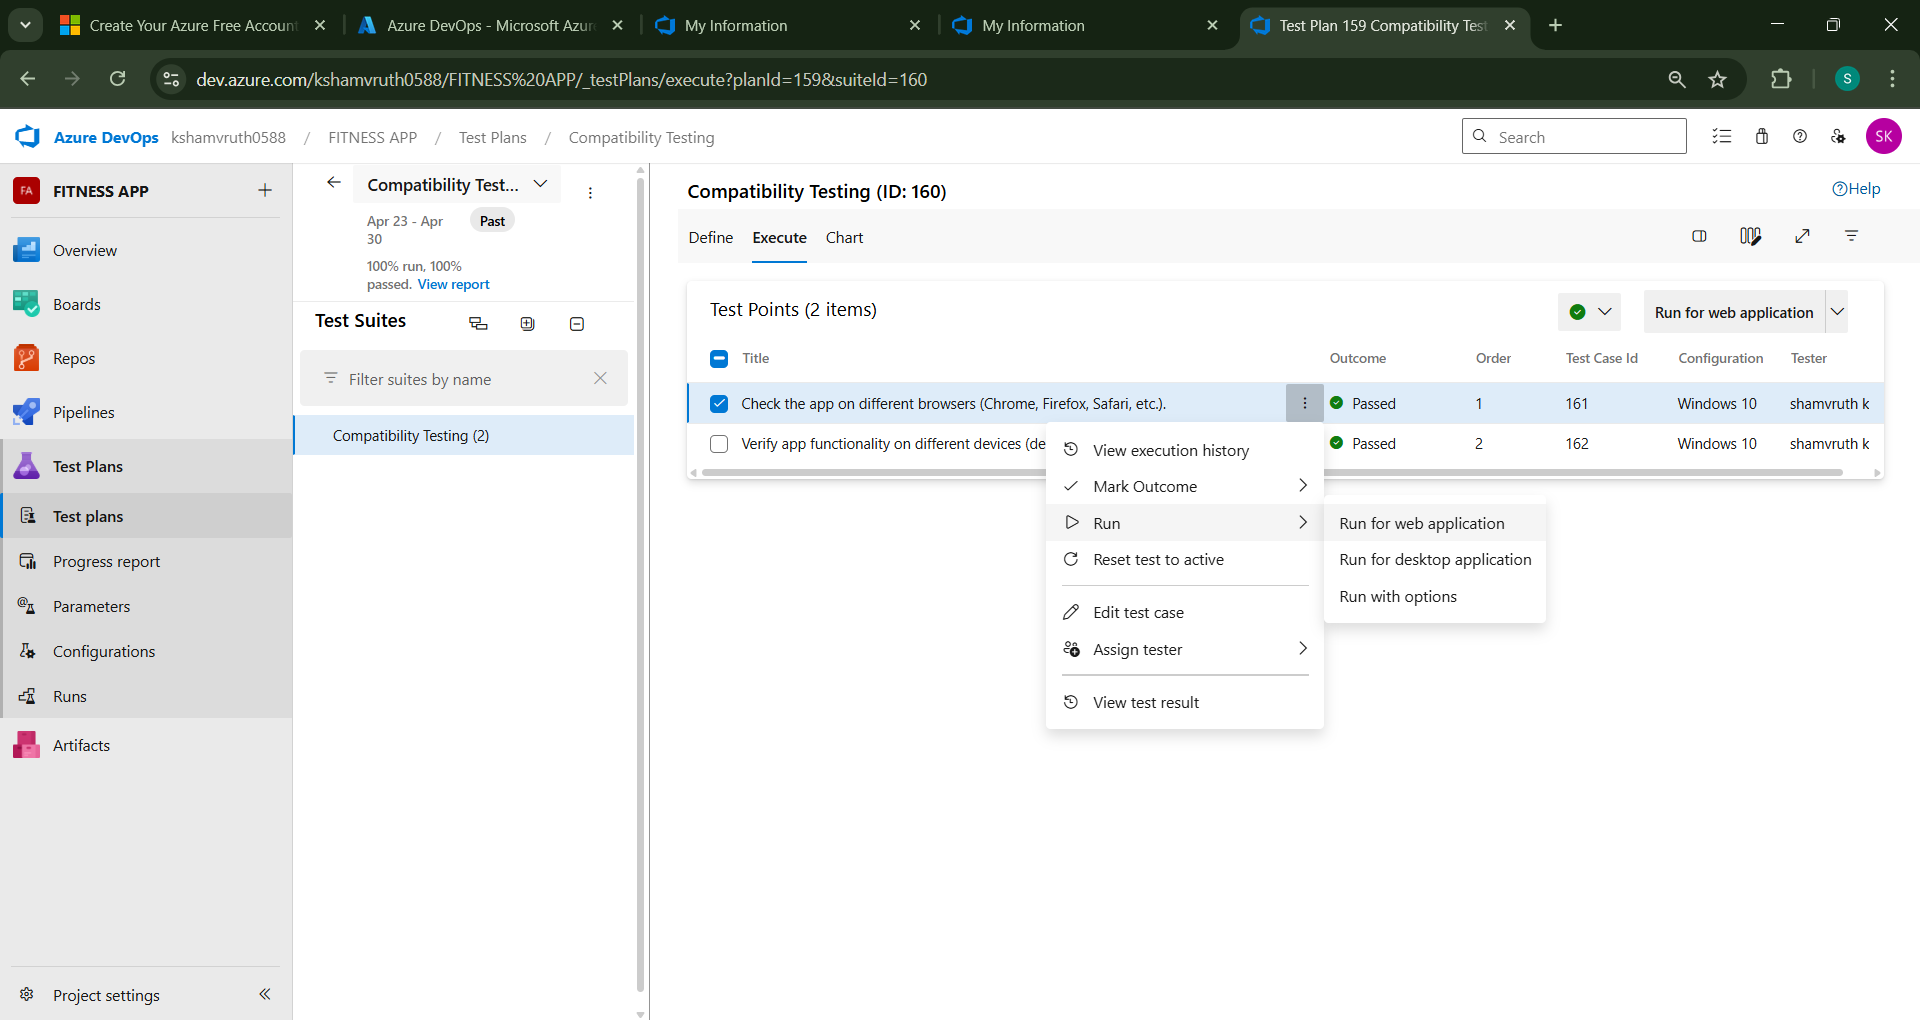 Create Your Azure Free Account
Azure DevOps - Microsoft Azure
My Information
My Information
Test Plan 159 Compatibility Test
dev.azure.com/kshamvruth0588/FITNESS%20APP/_testPlans/execute?planId=159&suiteId=160
S
Azure DevOps kshamvruth0588 / FITNESS APP / Test Plans / Compatibility Testing
Search
SK
FA FITNESS APP
Overview
Boards
Repos
Pipelines
Test Plans
Test plans
Progress report
Parameters
Configurations
Runs
Artifacts
Project settings
Compatibility Test...
Apr 23 - Apr
30
Past
100% run, 100%
passed. View report
Test Suites
Filter suites by name
Compatibility Testing (2)
Compatibility Testing (ID: 160)
Help
Define Execute Chart
Test Points (2 items)
Run for web application
Title Outcome Order Test Case Id Configuration Tester
Check the app on different browsers (Chrome, Firefox, Safari, etc.). Passed 1 161 Windows 10 shamvruth k
Verify app functionality on different devices (de Passed 2 162 Windows 10 shamvruth k
View execution history
Mark Outcome
Run
Reset test to active
Edit test case
Assign tester
View test result
Run for web application
Run for desktop application
Run with options